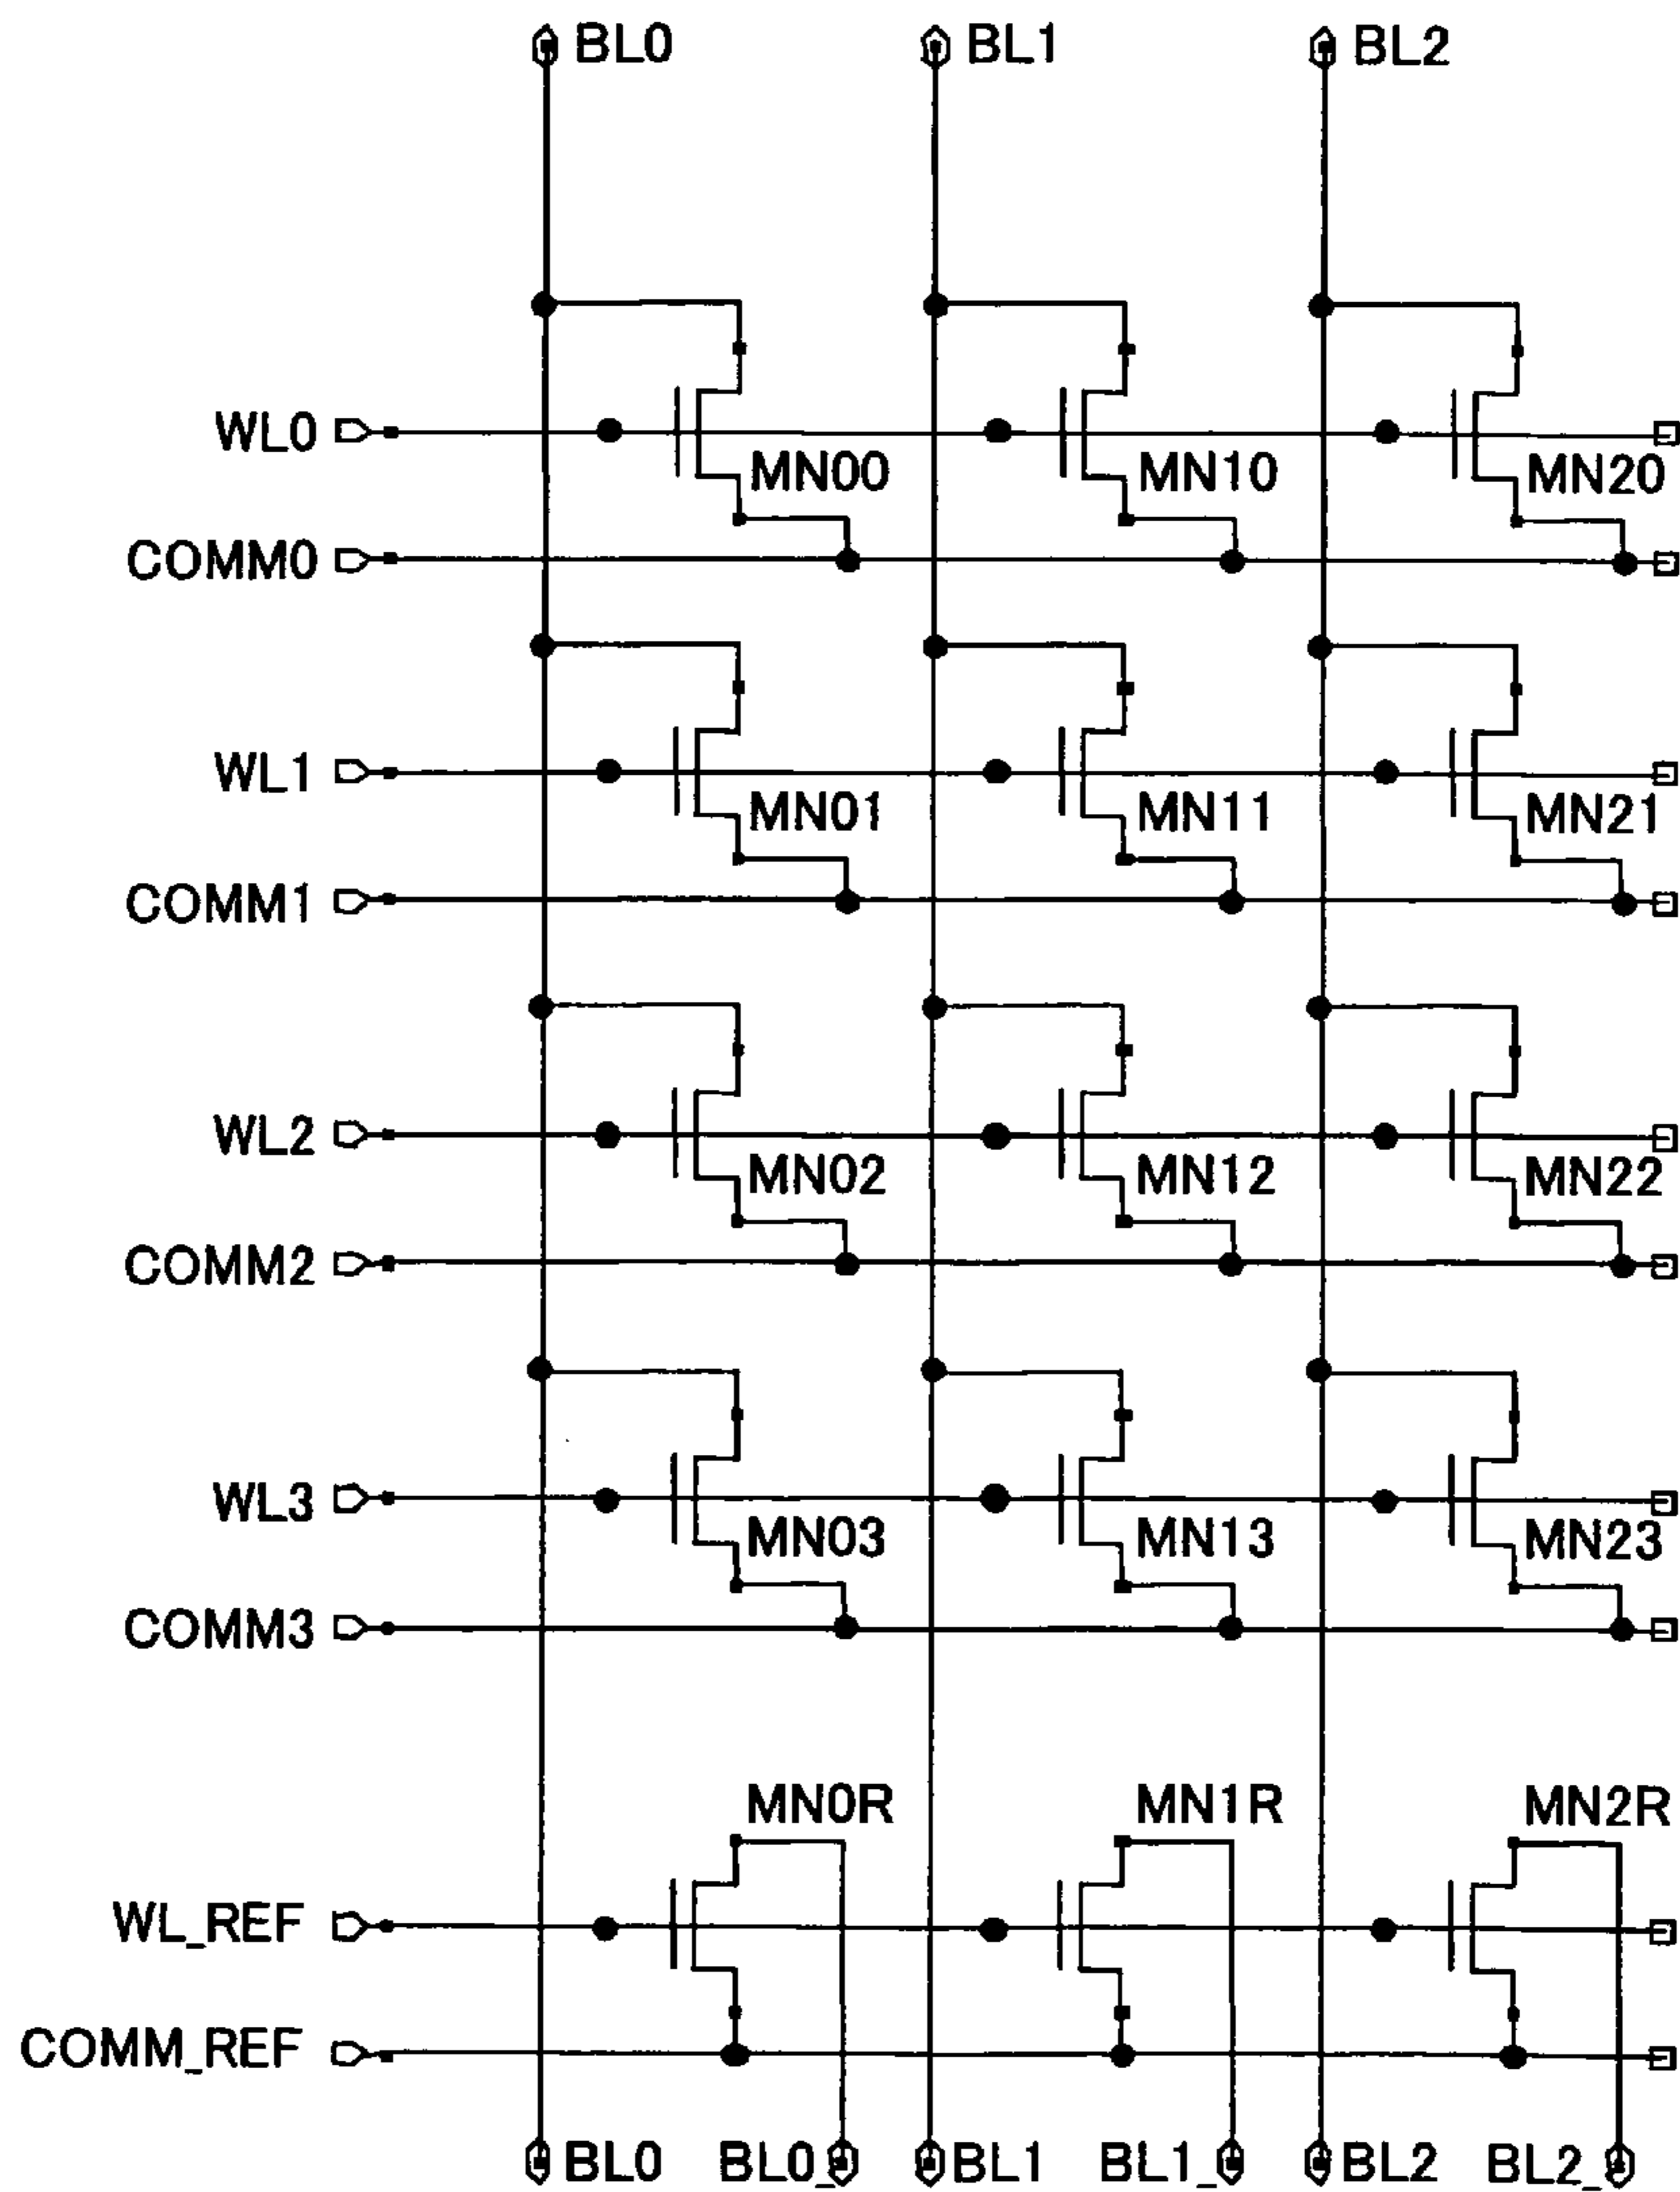 BL0 BL1 BL2
WL0
MN00 MN10 MN20
COMM0
WL1
MN01 MN11 MN21
COMM1
WL2
MN02 MN12 MN22
COMM2
WL3
MN03 MN13 MN23
COMM3
MN0R MN1R MN2R
WL_REF
COMM_REF
BL0 BL0_ BL1 BL1_ BL2 BL2_